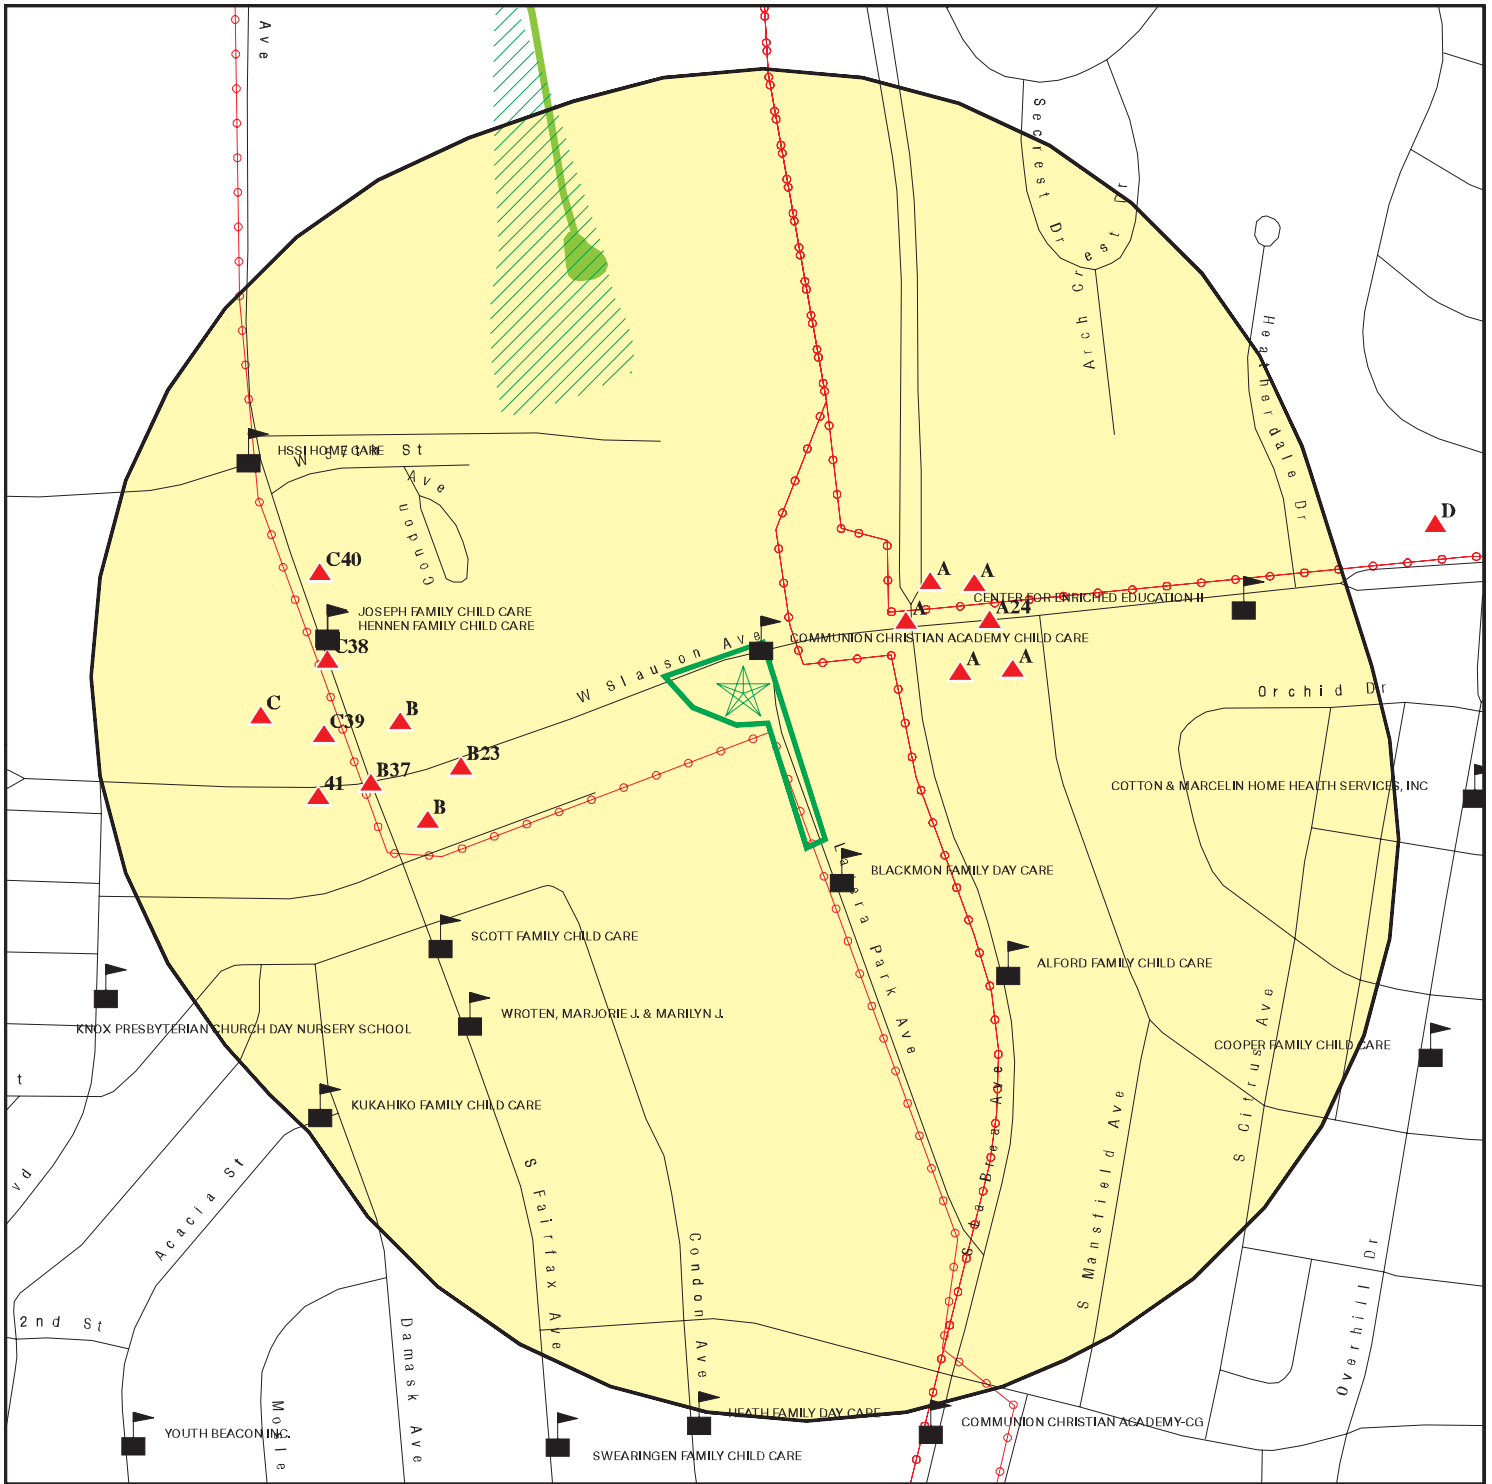 Ave
Secrest Dr
Arch Crest Dr
Heatherdale Dr
HSSI HOME CARE
W 57th St
Condon Ave
D
C40
A
A
CENTER FOR ENRICHED EDUCATION II
JOSEPH FAMILY CHILD CARE
HENNEN FAMILY CHILD CARE
A
A24
COMMUNION CHRISTIAN ACADEMY CHILD CARE
C38
W Slauson Ave
A
A
Orchid Dr
C
C39
B
B23
B37
41
B
COTTON & MARCELIN HOME HEALTH SERVICES, INC
La Tijera Park Ave
BLACKMON FAMILY DAY CARE
SCOTT FAMILY CHILD CARE
ALFORD FAMILY CHILD CARE
WROTEN, MARJORIE J. & MARILYN J.
KNOX PRESBYTERIAN CHURCH DAY NURSERY SCHOOL
COOPER FAMILY CHILD CARE
S Citrus Ave
t
KUKAHIKO FAMILY CHILD CARE
S La Brea Ave
S Mansfield Ave
vd
Acacia St
S Fairfax Ave
Condon Ave
Overhill Dr
2nd St
Damask Ave
HEATH FAMILY DAY CARE
COMMUNION CHRISTIAN ACADEMY-CG
YOUTH BEACON INC.
SWEARINGEN FAMILY CHILD CARE